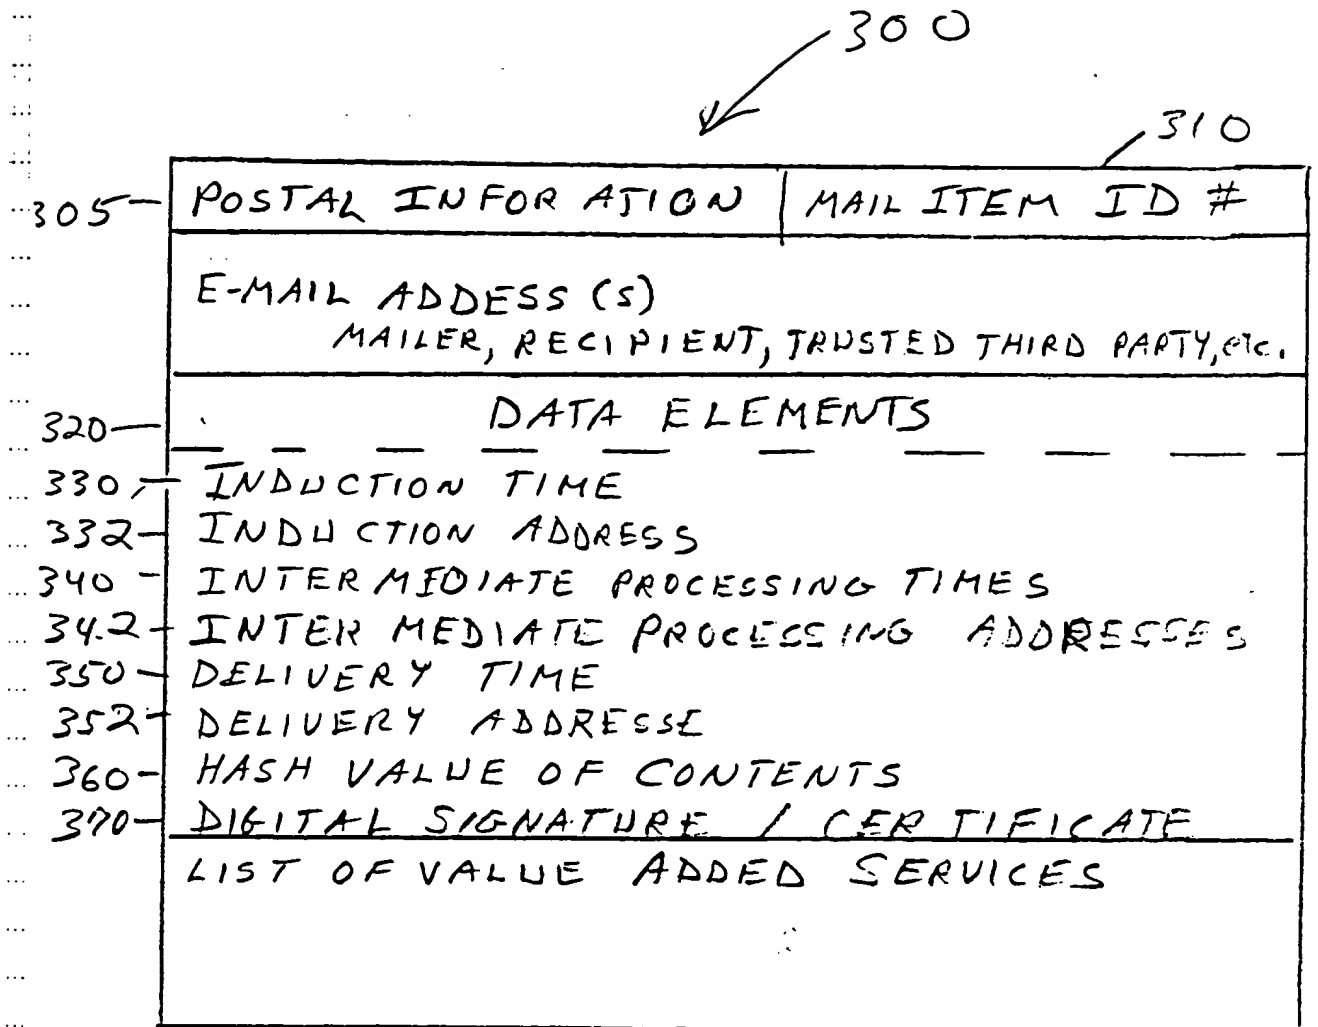 300
310
305 POSTAL INFOR ATION MAIL ITEM ID #
E-MAIL ADDESS (S)
MAILER, RECIPIENT, TRUSTED THIRD PARTY, etc.
320 DATA ELEMENTS
330 INDUCTION TIME
332 INDUCTION ADDRESS
340 INTERMEDIATE PROCESSING TIMES
342 INTERMEDIATE PROCESSING ADDRESSES
350 DELIVERY TIME
352 DELIVERY ADDRESSE
360 HASH VALUE OF CONTENTS
370 DIGITAL SIGNATURE / CERTIFICATE
LIST OF VALUE ADDED SERVICES